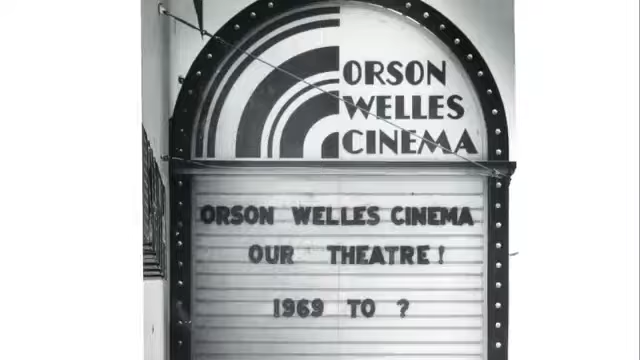 ORSON
WELLES
CINEMA
ORSON WELLES CINEMA
OUR THEATRE!
1969 TO ?